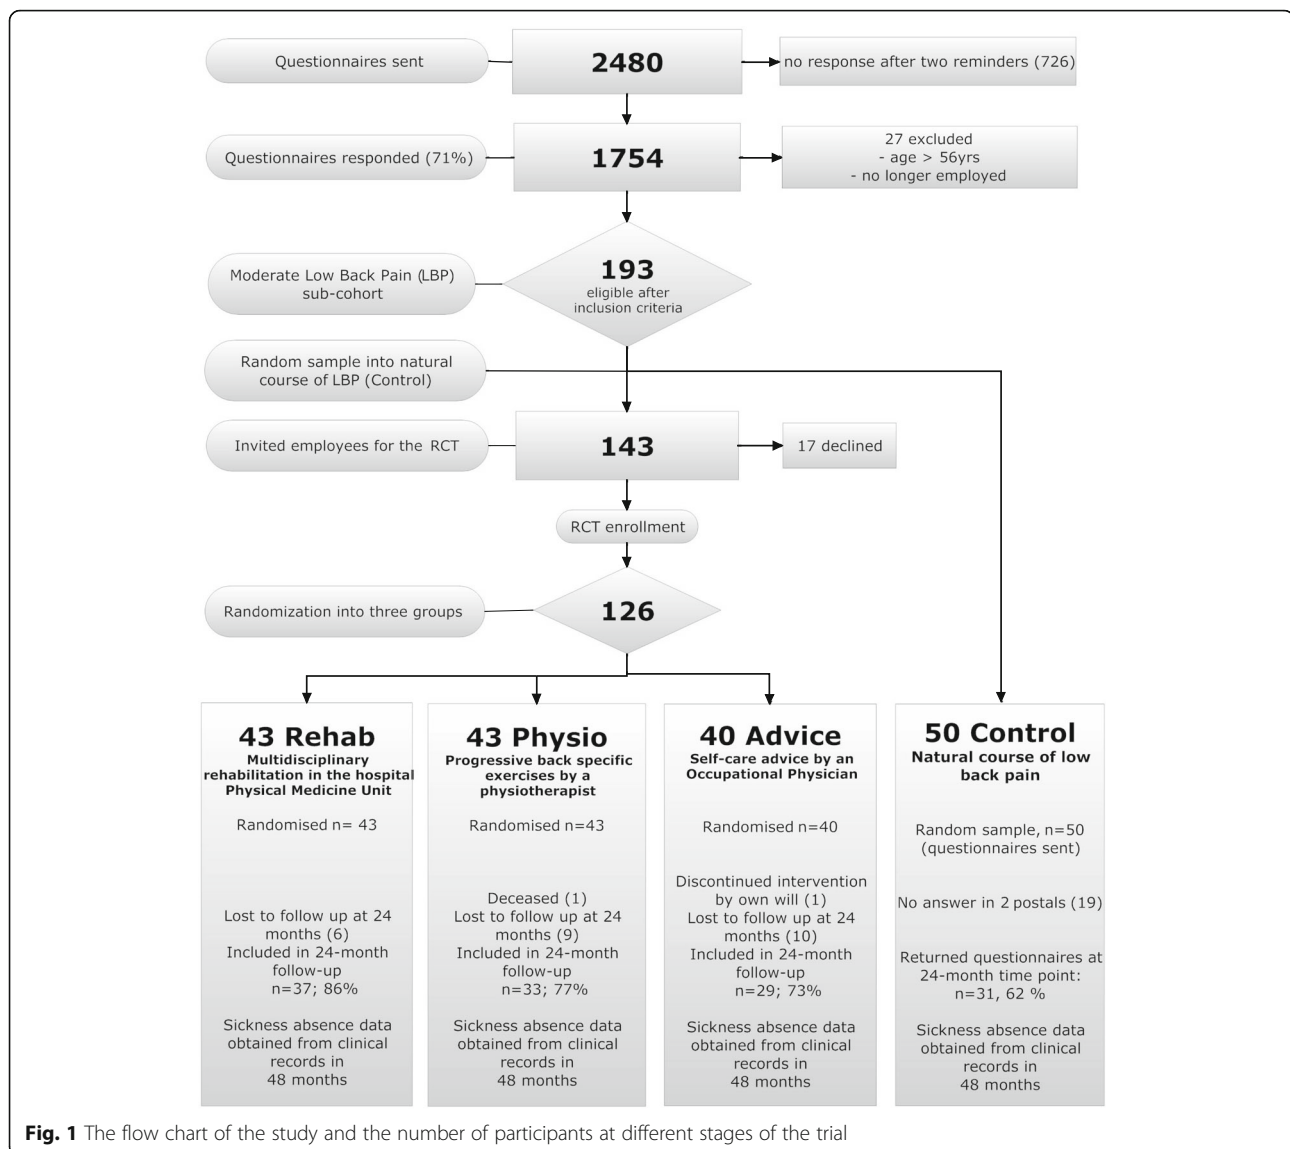 Questionnaires sent
2480
no response after two reminders (726)
Questionnaires responded (71%)
1754
27 excluded
- age > 56yrs
- no longer employed
Moderate Low Back Pain (LBP)
sub-cohort
193
eligible after
inclusion criteria
Random sample into natural
course of LBP (Control)
Invited employees for the RCT
143
17 declined
RCT enrollment
Randomization into three groups
126
43 Rehab
Multidisciplinary
rehabilitation in the hospital
Physical Medicine Unit
Randomised n= 43
Lost to follow up at 24
months (6)
Included in 24-month
follow-up
n=37; 86%
Sickness absence data
obtained from clinical
records in
48 months
43 Physio
Progressive back specific
exercises by a
physiotherapist
Randomised n=43
Deceased (1)
Lost to follow up at 24
months (9)
Included in 24-month
follow-up
n=33; 77%
Sickness absence data
obtained from clinical
records in
48 months
40 Advice
Self-care advice by an
Occupational Physician
Randomised n=40
Discontinued intervention
by own will (1)
Lost to follow up at 24
months (10)
Included in 24-month
follow-up
n=29; 73%
Sickness absence data
obtained from clinical
records in
48 months
50 Control
Natural course of low
back pain
Random sample, n=50
(questionnaires sent)
No answer in 2 postals (19)
Returned questionnaires at
24-month time point:
n=31, 62 %
Sickness absence data
obtained from clinical
records in
48 months
Fig. 1 The flow chart of the study and the number of participants at different stages of the trial